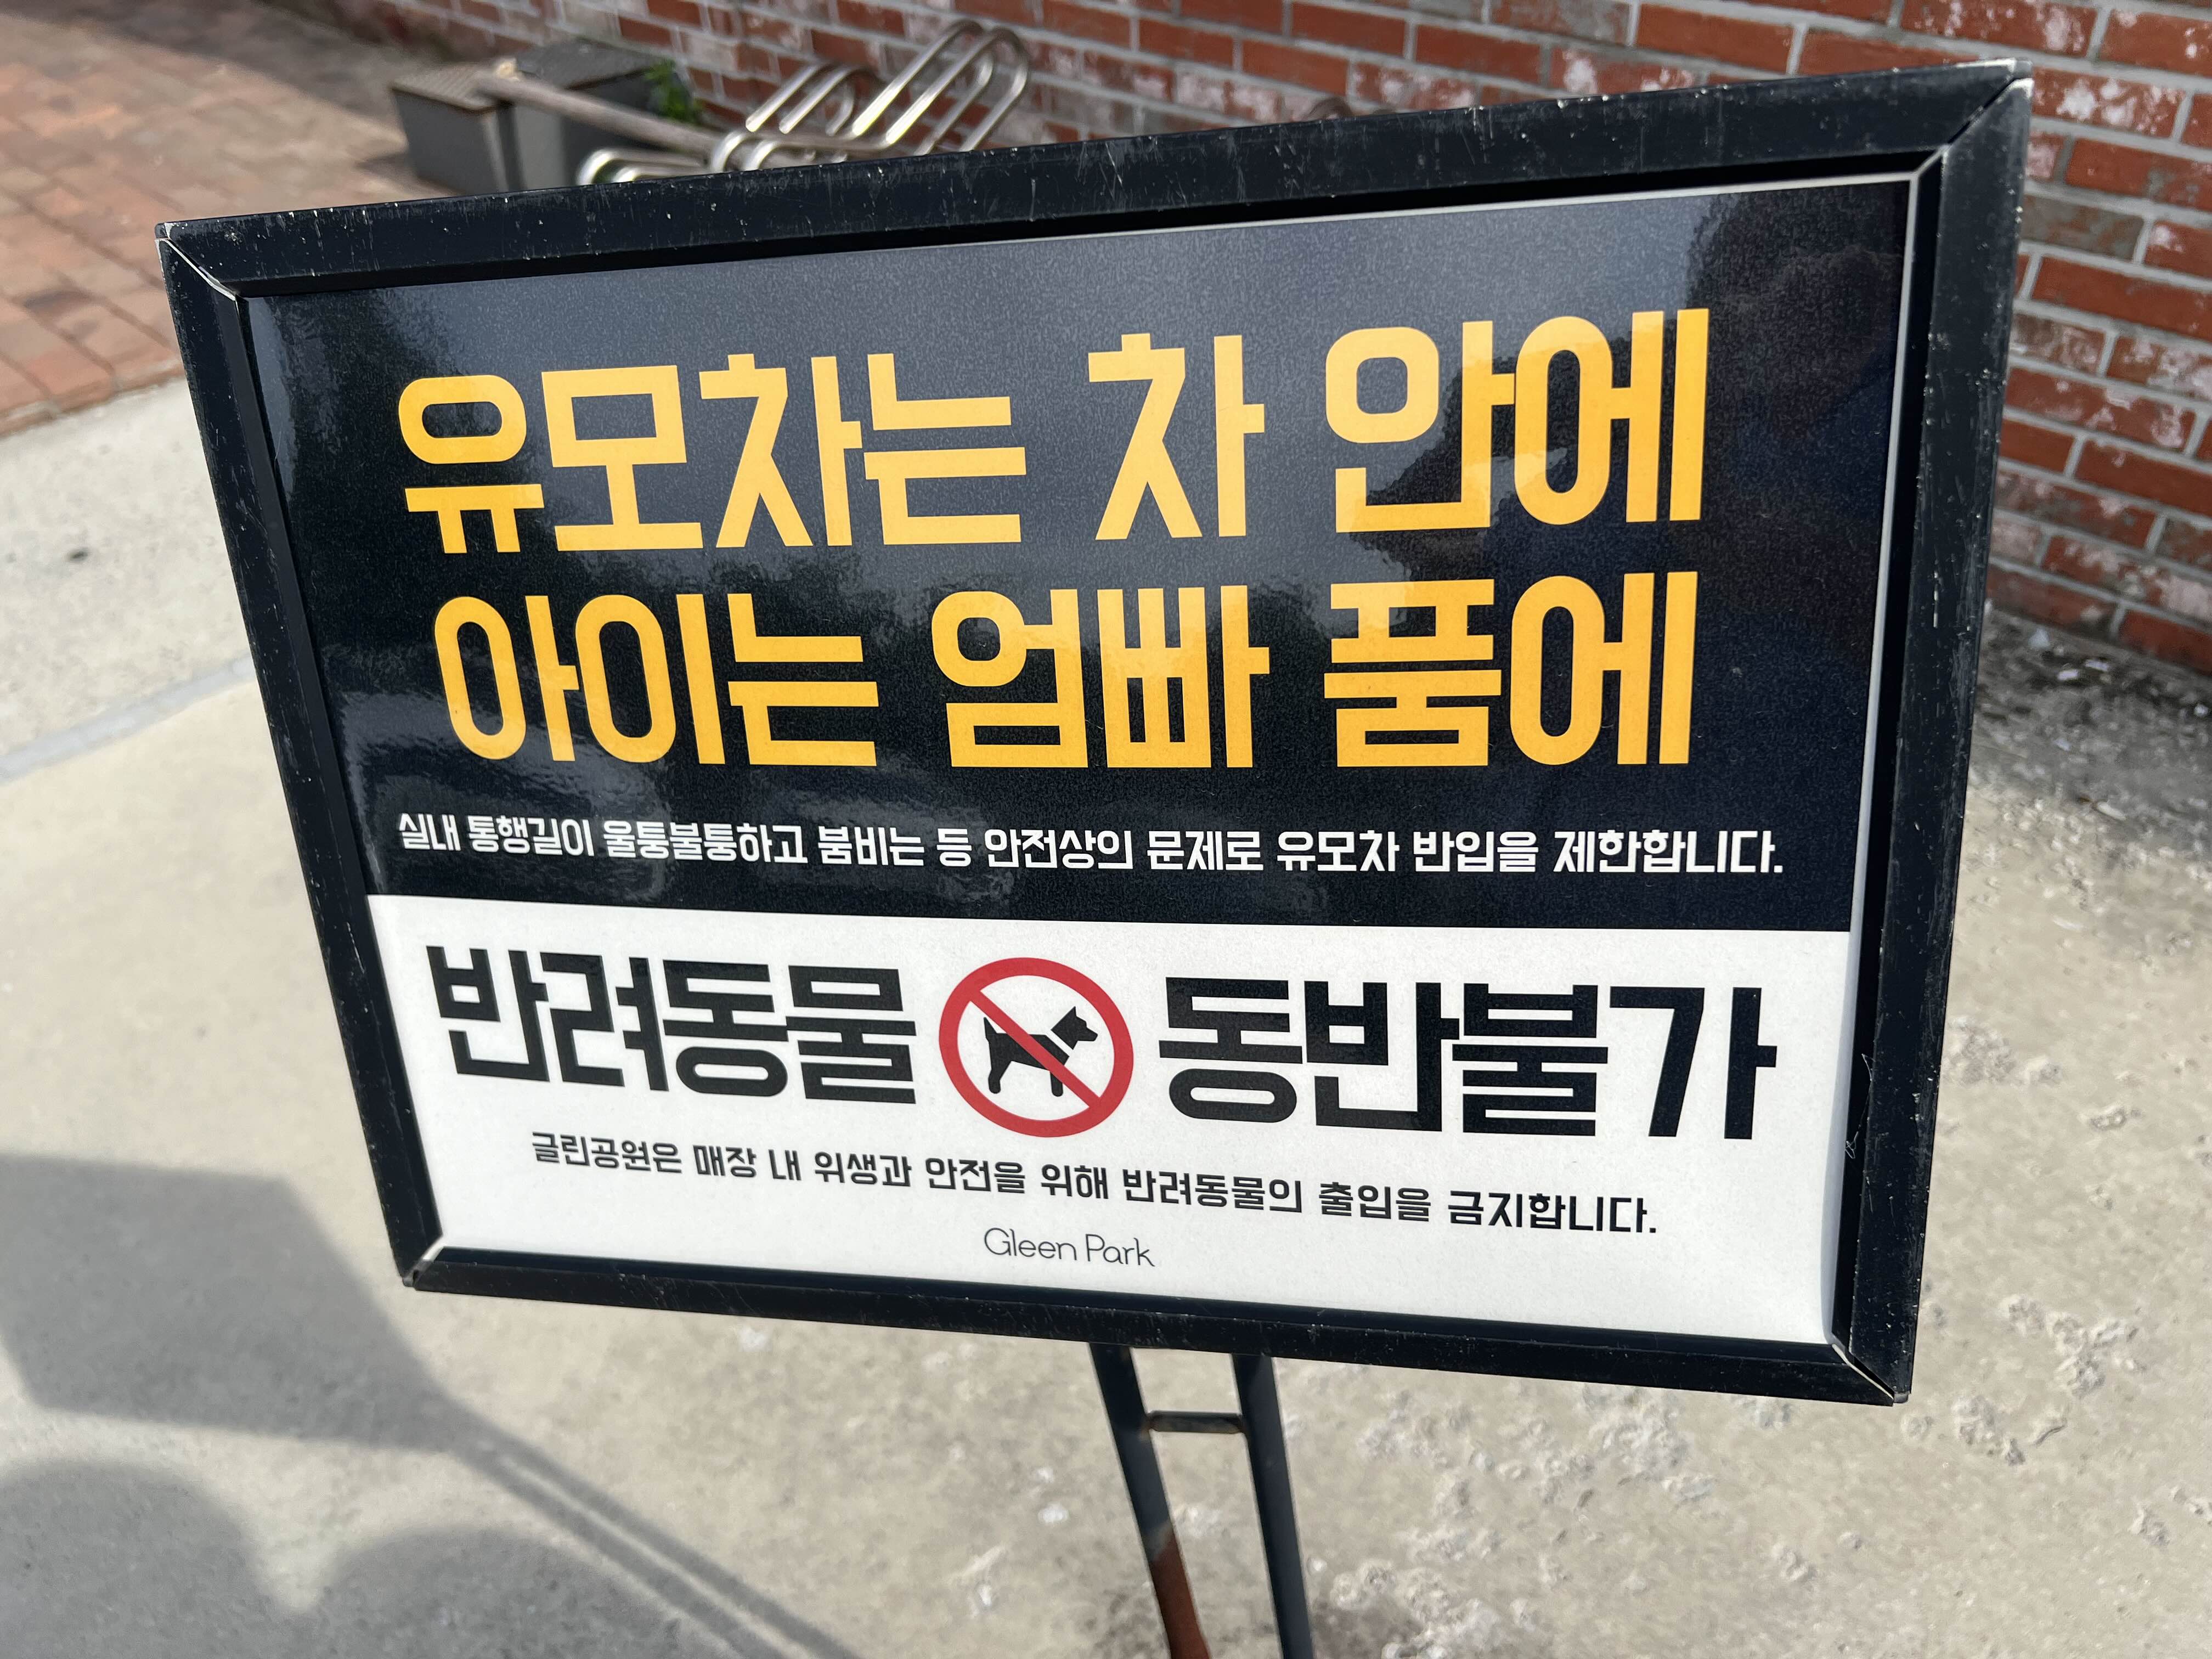 유모차는 차 안에
아이는 엄빠 품에
실내 통행길이 울퉁불퉁하고 붐비는 등 안전상의 문제로 유모차 반입을 제한합니다.
반려동물 동반불가
글린공원은 매장 내 위생과 안전을 위해 반려동물의 출입을 금지합니다.
Gleen Park